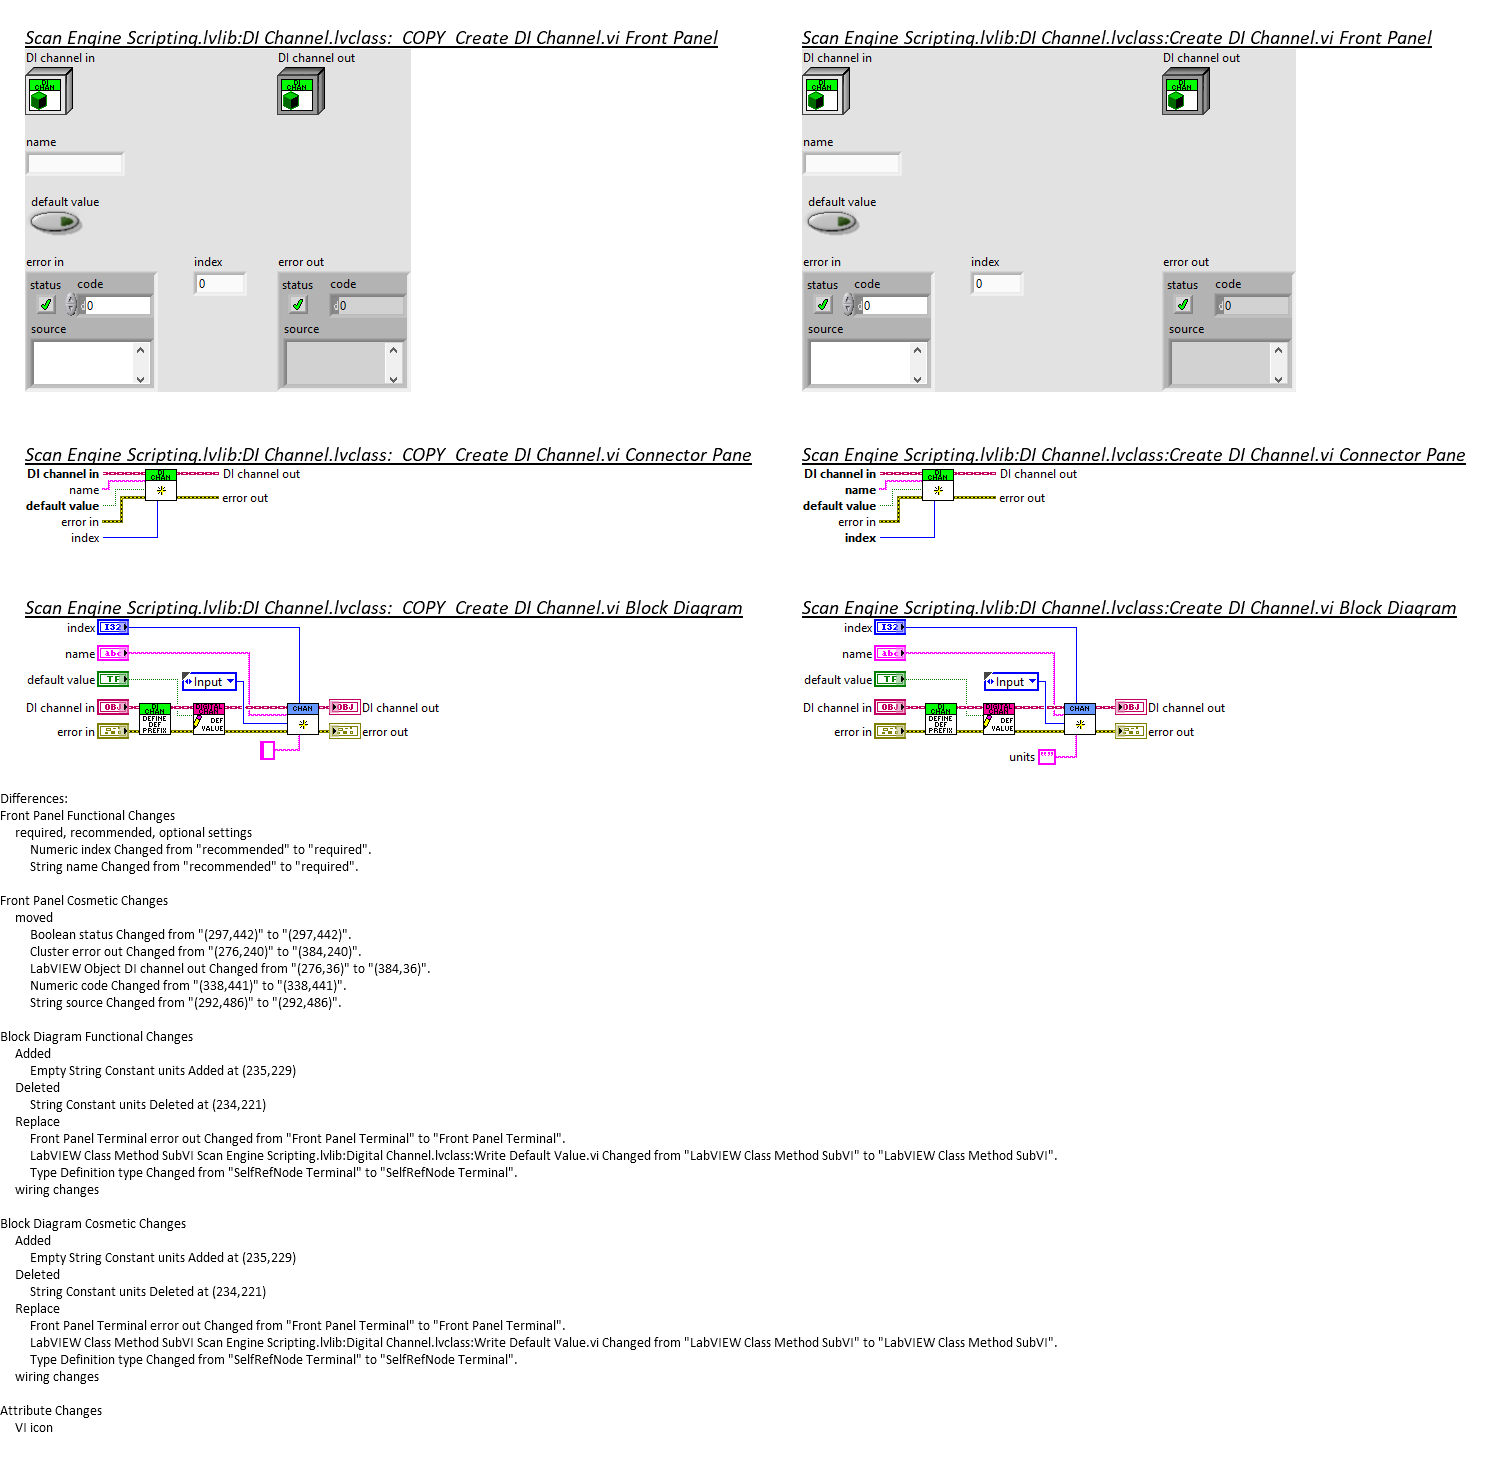 Scan Engine Scripting.lvlib:DI Channel.lvclass:_COPY_Create DI Channel.vi Front Panel
DI channel in
DI channel out
DI
CHAN
DI
CHAN
name
default value
error in
index
error out
status
code
0
status
code
0
0
source
source
Scan Engine Scripting.lvlib:DI Channel.lvclass:Create DI Channel.vi Front Panel
DI channel in
DI channel out
DI
CHAN
DI
CHAN
name
default value
error in
index
error out
status
code
0
status
code
0
0
source
source
Scan Engine Scripting.lvlib:DI Channel.lvclass:_COPY_Create DI Channel.vi Connector Pane
DI channel in
DI
CHAN
DI channel out
name
default value
error out
error in
index
Scan Engine Scripting.lvlib:DI Channel.lvclass:Create DI Channel.vi Connector Pane
DI channel in
DI
CHAN
DI channel out
name
default value
error out
error in
index
Scan Engine Scripting.lvlib:DI Channel.lvclass:_COPY_Create DI Channel.vi Block Diagram
index
I32
name
abc
default value
TF
Input
DI channel in
OBJ
DI
CHAN
DEFINE
DEF
PREFIX
DIGITAL
CHAN
DEF
VALUE
CHAN
OBJ
DI channel out
error in
error out
Scan Engine Scripting.lvlib:DI Channel.lvclass:Create DI Channel.vi Block Diagram
index
I32
name
abc
default value
TF
Input
DI channel in
OBJ
DI
CHAN
DEFINE
DEF
PREFIX
DIGITAL
CHAN
DEF
VALUE
CHAN
OBJ
DI channel out
error in
error out
units
""
Differences:
Front Panel Functional Changes
required, recommended, optional settings
Numeric index Changed from "recommended" to "required".
String name Changed from "recommended" to "required".
Front Panel Cosmetic Changes
moved
Boolean status Changed from "(297,442)" to "(297,442)".
Cluster error out Changed from "(276,240)" to "(384,240)".
LabVIEW Object DI channel out Changed from "(276,36)" to "(384,36)".
Numeric code Changed from "(338,441)" to "(338,441)".
String source Changed from "(292,486)" to "(292,486)".
Block Diagram Functional Changes
Added
Empty String Constant units Added at (235,229)
Deleted
String Constant units Deleted at (234,221)
Replace
Front Panel Terminal error out Changed from "Front Panel Terminal" to "Front Panel Terminal".
LabVIEW Class Method SubVI Scan Engine Scripting.lvlib:Digital Channel.lvclass:Write Default Value.vi Changed from "LabVIEW Class Method SubVI" to "LabVIEW Class Method SubVI".
Type Definition type Changed from "SelfRefNode Terminal" to "SelfRefNode Terminal".
wiring changes
Block Diagram Cosmetic Changes
Added
Empty String Constant units Added at (235,229)
Deleted
String Constant units Deleted at (234,221)
Replace
Front Panel Terminal error out Changed from "Front Panel Terminal" to "Front Panel Terminal".
LabVIEW Class Method SubVI Scan Engine Scripting.lvlib:Digital Channel.lvclass:Write Default Value.vi Changed from "LabVIEW Class Method SubVI" to "LabVIEW Class Method SubVI".
Type Definition type Changed from "SelfRefNode Terminal" to "SelfRefNode Terminal".
wiring changes
Attribute Changes
VI icon